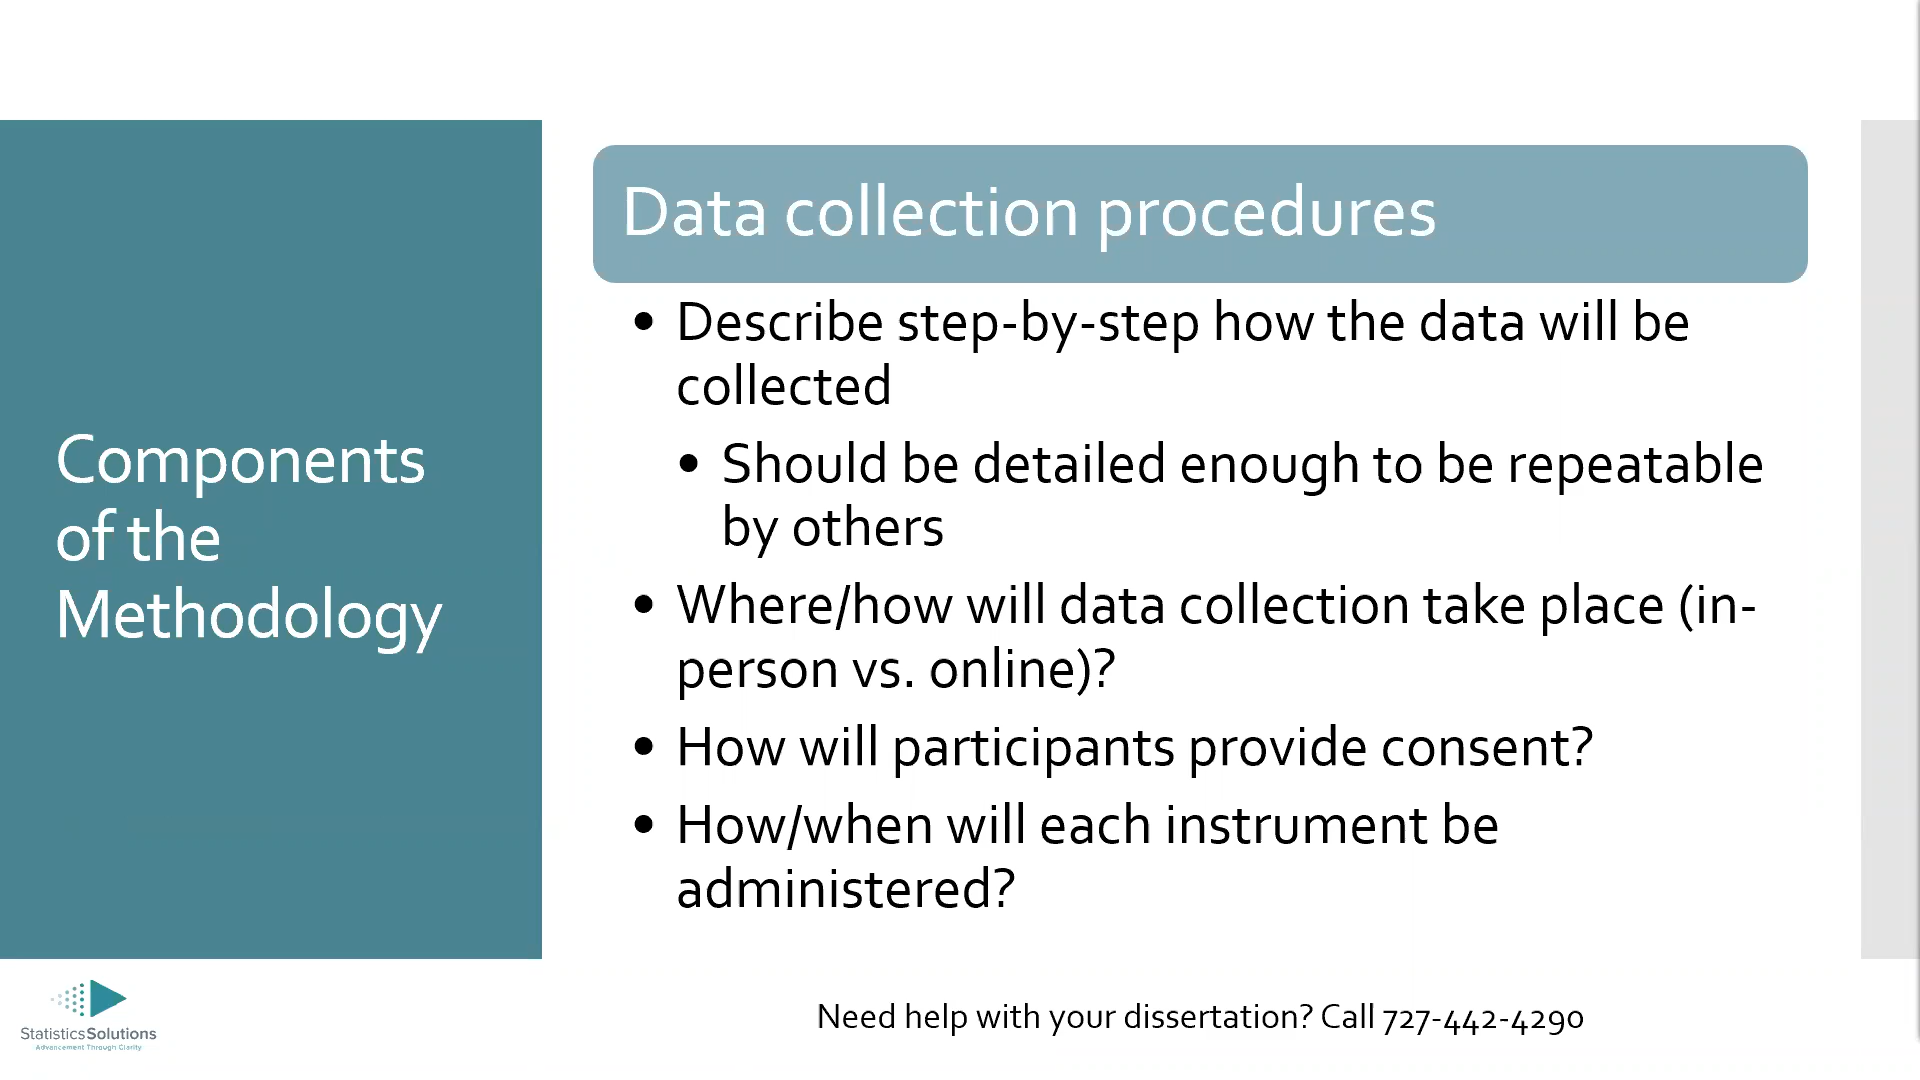 Components
of the
Methodology
Data collection procedures
• Describe step-by-step how the data will be
collected
• Should be detailed enough to be repeatable
by others
• Where/how will data collection take place (in-
person vs. online)?
• How will participants provide consent?
• How/when will each instrument be
administered?
StatisticsSolutions
Advancement Through Clarity
Need help with your dissertation? Call 727-442-4290